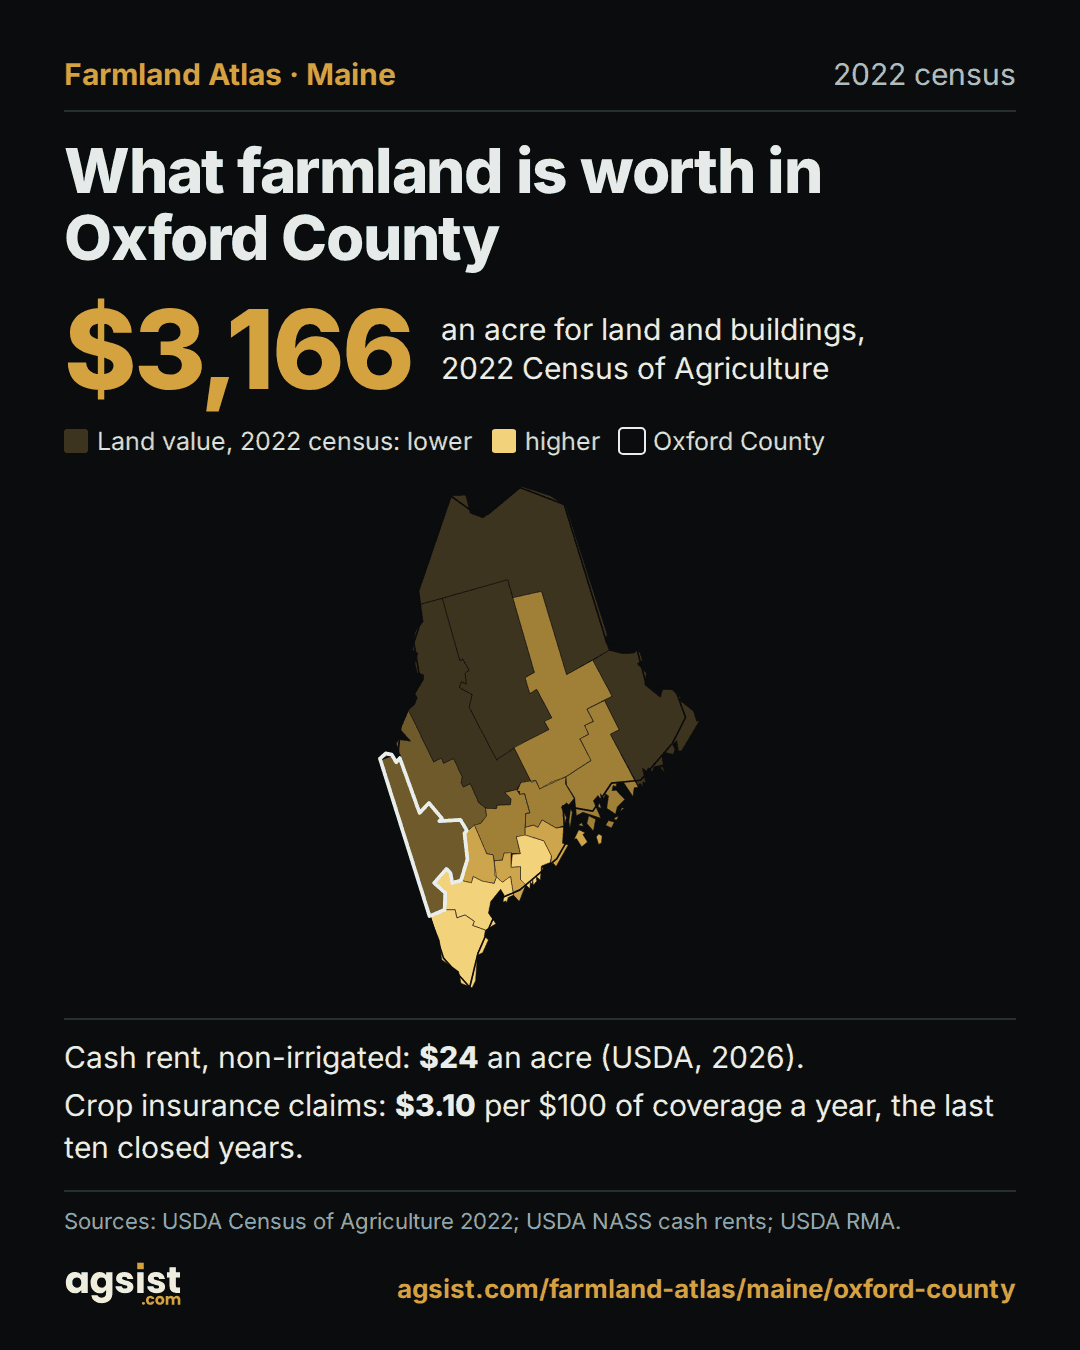 Farmland Atlas · Maine
2022 census
What farmland is worth in
Oxford County
$3,166
an acre for land and buildings,
2022 Census of Agriculture
Land value, 2022 census: lower
higher
Oxford County
Cash rent, non-irrigated: $24 an acre (USDA, 2026).
Crop insurance claims: $3.10 per $100 of coverage a year, the last
ten closed years.
Sources: USDA Census of Agriculture 2022; USDA NASS cash rents; USDA RMA.
agsist
.com
agsist.com/farmland-atlas/maine/oxford-county